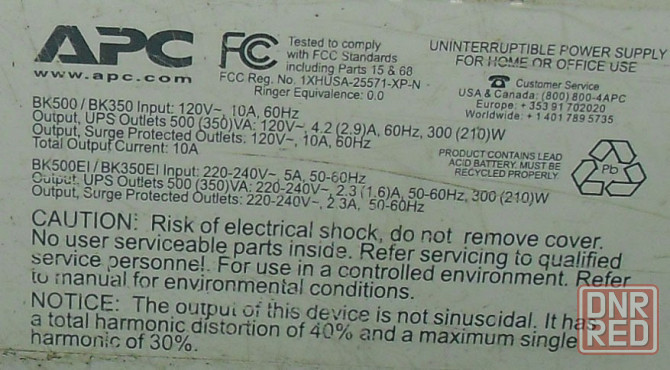 APC
www.apc.com
FC
Tested to comply
with FCC Standards
including Parts 15 & 68
FCC Reg. No. 1XHUSA-25571-XP-N
Ringer Equivalence: 0.0
UNINTERRUPTIBLE POWER SUPPLY
FOR HOME OR OFFICE USE
Customer Service
USA & Canada: (800) 800-4APC
Europe: + 353 91 702020
Worldwide: + 1 401 789 5735
BK500 / BK350 Input: 120V~, 10A, 60Hz
Output, UPS Outlets 500 (350)VA: 120V~, 4.2 (2.9)A, 60Hz, 300 (210)W
Output, Surge Protected Outlets: 120V~, 10A, 60Hz
Total Output Current: 10A
BK500EI / BK350EI Input: 220-240V~, 5A, 50-60Hz
Output, UPS Outlets 500 (350)VA: 220-240V~, 2.3 (1.6)A, 50-60Hz, 300 (210)W
Output, Surge Protected Outlets: 220-240V~, 2.3A, 50-60Hz
PRODUCT CONTAINS LEAD
ACID BATTERY. MUST BE
RECYCLED PROPERLY.
Pb
CAUTION: Risk of electrical shock, do not remove cover.
No user serviceable parts inside. Refer servicing to qualified
service personnel. For use in a controlled environment. Refer
to manual for environmental conditions.
NOTICE: The output of this device is not sinuscidal. It has
a total harmonic distortion of 40% and a maximum single
harmonic of 30%.
DNR
RED